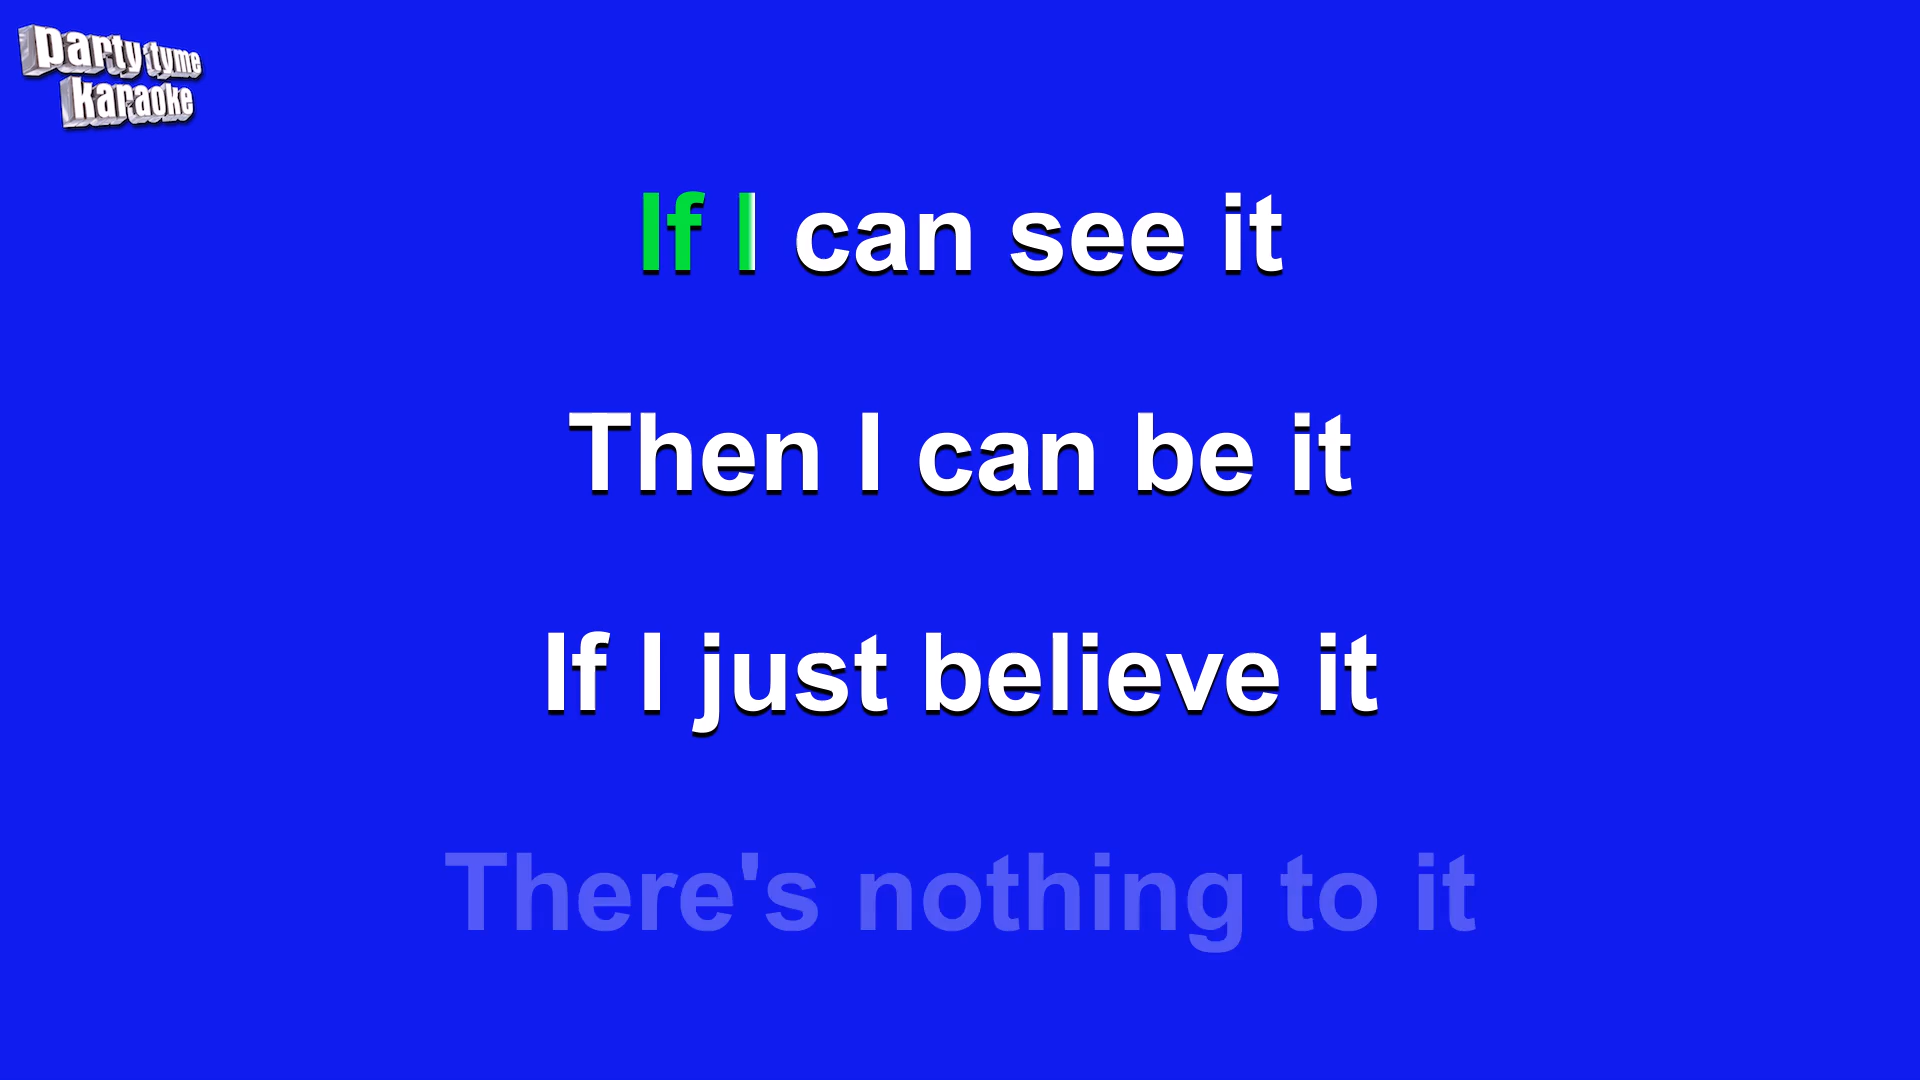 party tyme
karaoke
If I can see it
Then I can be it
If I just believe it
There's nothing to it